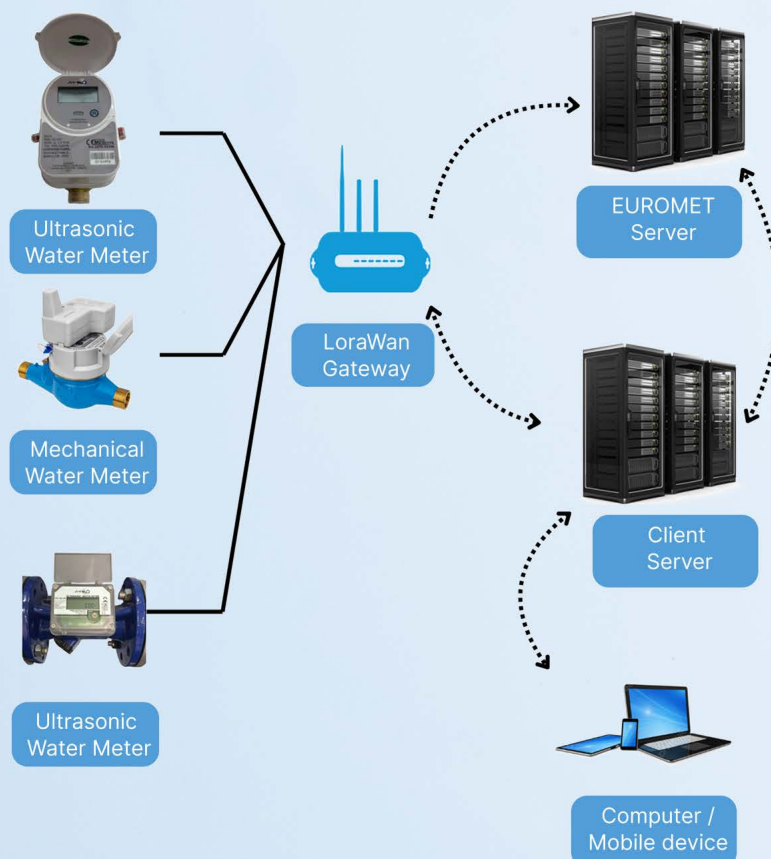 Ultrasonic
Water Meter
Mechanical
Water Meter
Ultrasonic
Water Meter
LoraWan
Gateway
EUROMET
Server
Client
Server
Computer /
Mobile device